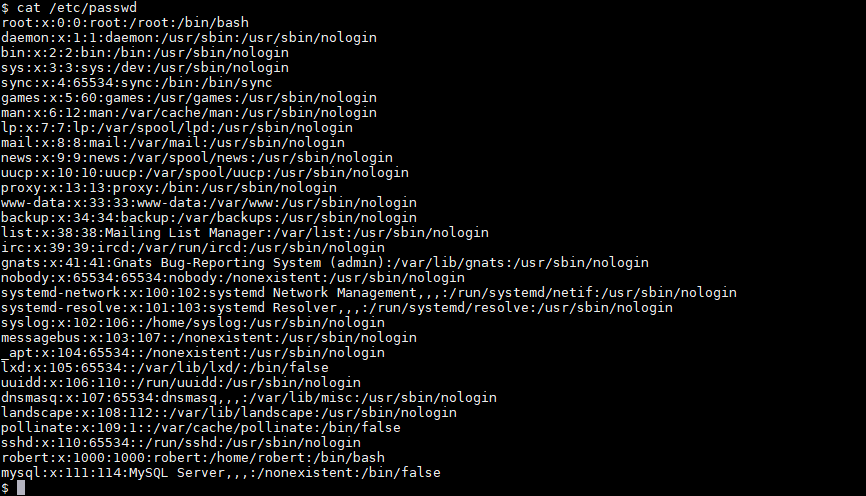 $ cat /etc/passwd
root:x:0:0:root:/root:/bin/bash
daemon:x:1:1:daemon:/usr/sbin:/usr/sbin/nologin
bin:x:2:2:bin:/bin:/usr/sbin/nologin
sys:x:3:3:sys:/dev:/usr/sbin/nologin
sync:x:4:65534:sync:/bin:/bin/sync
games:x:5:60:games:/usr/games:/usr/sbin/nologin
man:x:6:12:man:/var/cache/man:/usr/sbin/nologin
lp:x:7:7:lp:/var/spool/lpd:/usr/sbin/nologin
mail:x:8:8:mail:/var/mail:/usr/sbin/nologin
news:x:9:9:news:/var/spool/news:/usr/sbin/nologin
uucp:x:10:10:uucp:/var/spool/uucp:/usr/sbin/nologin
proxy:x:13:13:proxy:/bin:/usr/sbin/nologin
www-data:x:33:33:www-data:/var/www:/usr/sbin/nologin
backup:x:34:34:backup:/var/backups:/usr/sbin/nologin
list:x:38:38:Mailing List Manager:/var/list:/usr/sbin/nologin
irc:x:39:39:ircd:/var/run/ircd:/usr/sbin/nologin
gnats:x:41:41:Gnats Bug-Reporting System (admin):/var/lib/gnats:/usr/sbin/nologin
nobody:x:65534:65534:nobody:/nonexistent:/usr/sbin/nologin
systemd-network:x:100:102:systemd Network Management,,,:/run/systemd/netif:/usr/sbin/nologin
systemd-resolve:x:101:103:systemd Resolver,,,:/run/systemd/resolve:/usr/sbin/nologin
syslog:x:102:106::/home/syslog:/usr/sbin/nologin
messagebus:x:103:107::/nonexistent:/usr/sbin/nologin
_apt:x:104:65534::/nonexistent:/usr/sbin/nologin
lxd:x:105:65534::/var/lib/lxd/:/bin/false
uuidd:x:106:110::/run/uuidd:/usr/sbin/nologin
dnsmasq:x:107:65534:dnsmasq,,,:/var/lib/misc:/usr/sbin/nologin
landscape:x:108:112::/var/lib/landscape:/usr/sbin/nologin
pollinate:x:109:1::/var/cache/pollinate:/bin/false
sshd:x:110:65534::/run/sshd:/usr/sbin/nologin
robert:x:1000:1000:robert:/home/robert:/bin/bash
mysql:x:111:114:MySQL Server,,,:/nonexistent:/bin/false
$